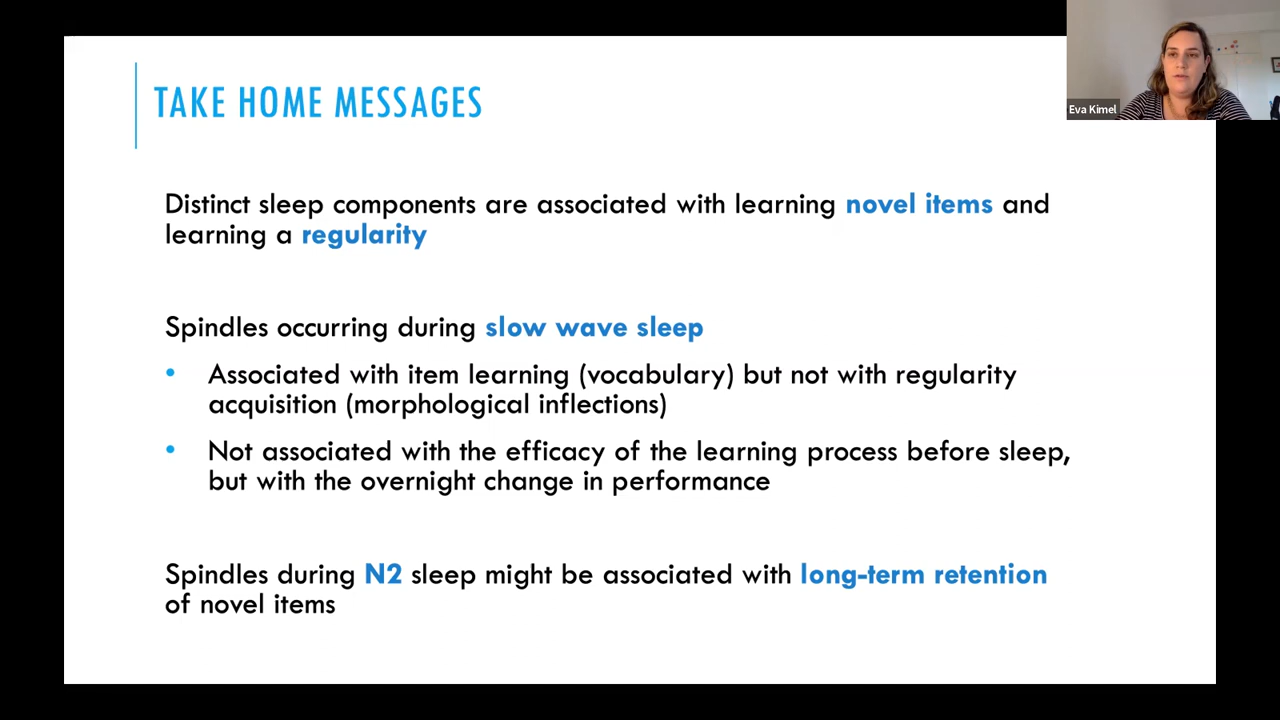 TAKE HOME MESSAGES
Eva Kimel
Distinct sleep components are associated with learning novel items and
learning a regularity
Spindles occurring during slow wave sleep
• Associated with item learning (vocabulary) but not with regularity
acquisition (morphological inflections)
• Not associated with the efficacy of the learning process before sleep,
but with the overnight change in performance
Spindles during N2 sleep might be associated with long-term retention
of novel items